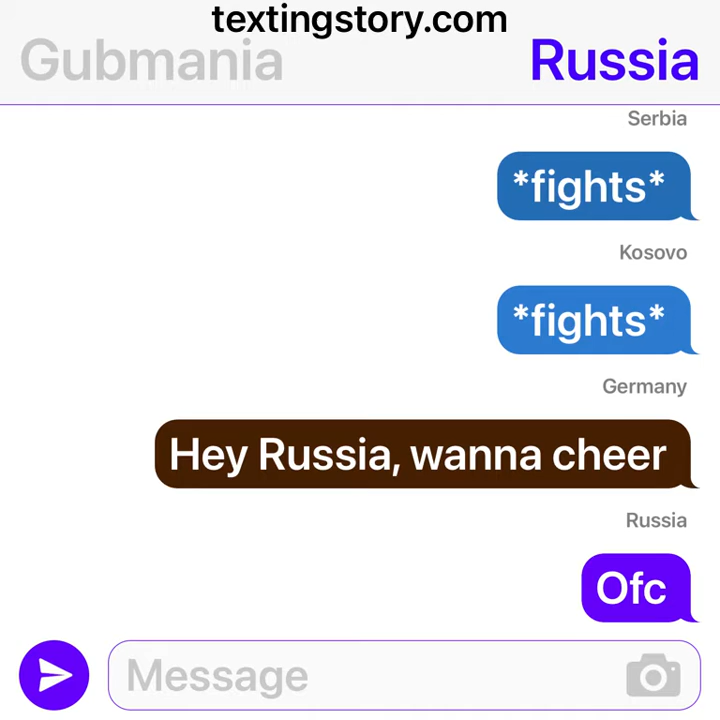 textingstory.com
Gubmania Russia
Serbia
*fights*
Kosovo
*fights*
Germany
Hey Russia, wanna cheer
Russia
Ofc
Message